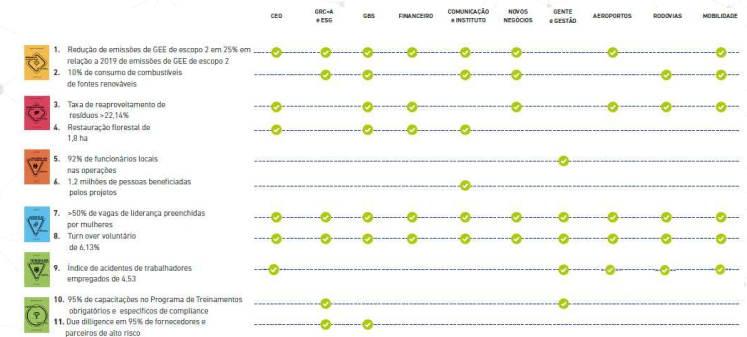 CEO
GRC+A
e ESG
GBS
FINANCEIRO
COMUNICAÇÃO
e INSTITUTO
NOVOS
NEGÓCIOS
GENTE
e GESTÃO
AEROPORTOS
RODOVIAS
MOBILIDADE
1. Redução de emissões de GEE de escopo 2 em 25% em
relação a 2019 de emissões de GEE de escopo 2
2. 10% de consumo de combustíveis
de fontes renováveis
3. Taxa de reaproveitamento de
resíduos >22,14%
4. Restauração florestal de
1,8 ha
5. 92% de funcionários locais
nas operações
6. 1,2 milhões de pessoas beneficiadas
pelos projetos
7. >50% de vagas de liderança preenchidas
por mulheres
8. Turn over voluntário
de 6,13%
9. Índice de acidentes de trabalhadores
empregados de 4,53
10. 95% de capacitações no Programa de Treinamentos
obrigatórios e específicos de compliance
11. Due dilligence em 95% de fornecedores e
parceiros de alto risco